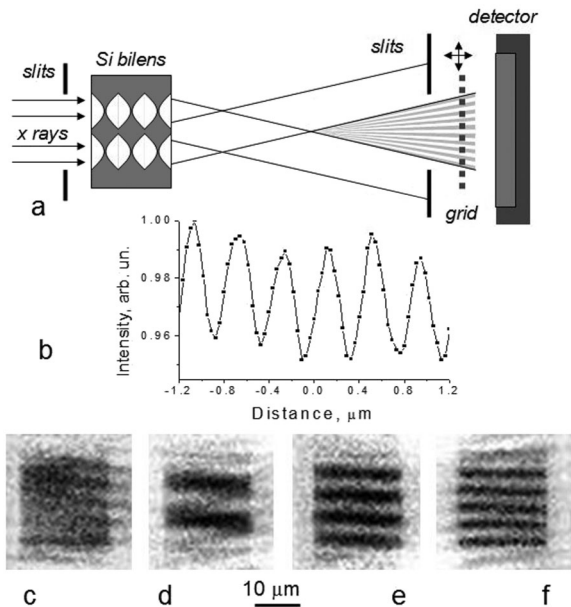 detector
slits
Si bilens
slits
x rays
grid
a
1.00
0.98
0.96
Intensity, arb. un.
-1.2 -0.8 -0.4 0.0 0.4 0.8 1.2
Distance, μm
b
c d 10 μm e f